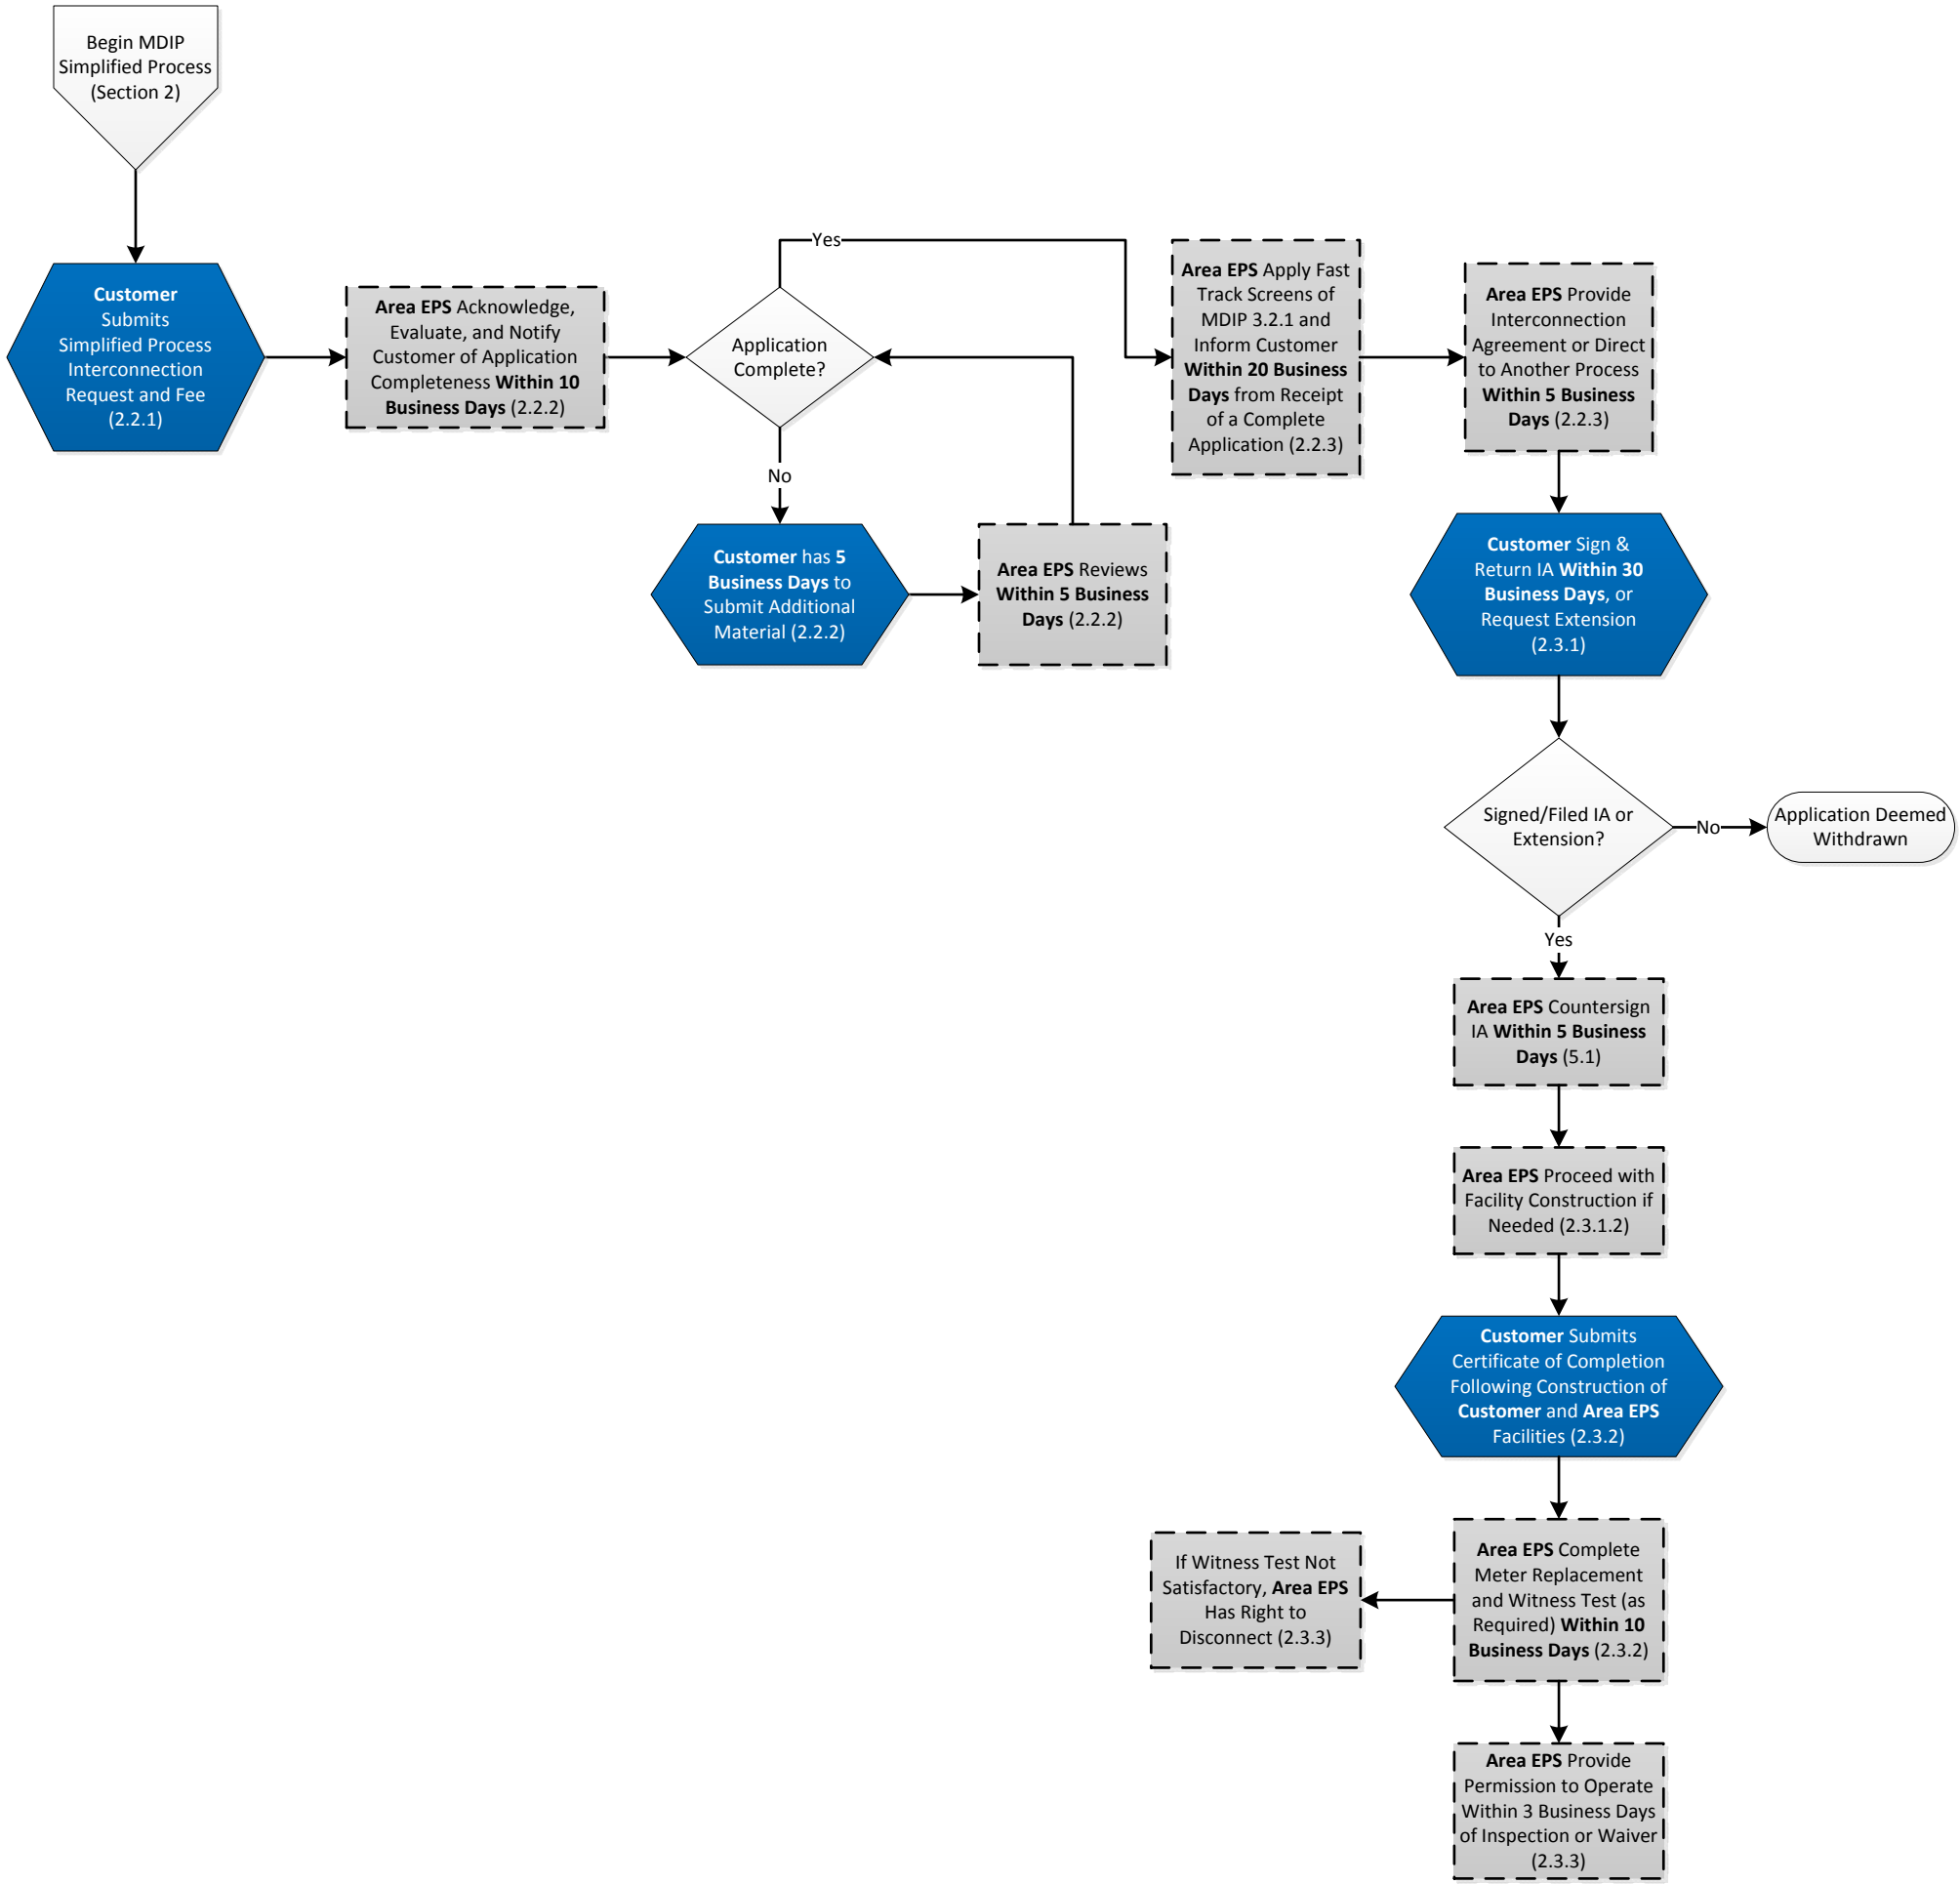 Begin MDIP
Simplified Process
(Section 2)
Customer
Submits
Simplified Process
Interconnection
Request and Fee
(2.2.1)
Area EPS Acknowledge,
Evaluate, and Notify
Customer of Application
Completeness Within 10
Business Days (2.2.2)
Application
Complete?
Yes
No
Customer has 5
Business Days to
Submit Additional
Material (2.2.2)
Area EPS Reviews
Within 5 Business
Days (2.2.2)
Area EPS Apply Fast
Track Screens of
MDIP 3.2.1 and
Inform Customer
Within 20 Business
Days from Receipt
of a Complete
Application (2.2.3)
Area EPS Provide
Interconnection
Agreement or Direct
to Another Process
Within 5 Business
Days (2.2.3)
Customer Sign &
Return IA Within 30
Business Days, or
Request Extension
(2.3.1)
Signed/Filed IA or
Extension?
No
Application Deemed
Withdrawn
Yes
Area EPS Countersign
IA Within 5 Business
Days (5.1)
Area EPS Proceed with
Facility Construction if
Needed (2.3.1.2)
Customer Submits
Certificate of Completion
Following Construction of
Customer and Area EPS
Facilities (2.3.2)
Area EPS Complete
Meter Replacement
and Witness Test (as
Required) Within 10
Business Days (2.3.2)
If Witness Test Not
Satisfactory, Area EPS
Has Right to
Disconnect (2.3.3)
Area EPS Provide
Permission to Operate
Within 3 Business Days
of Inspection or Waiver
(2.3.3)